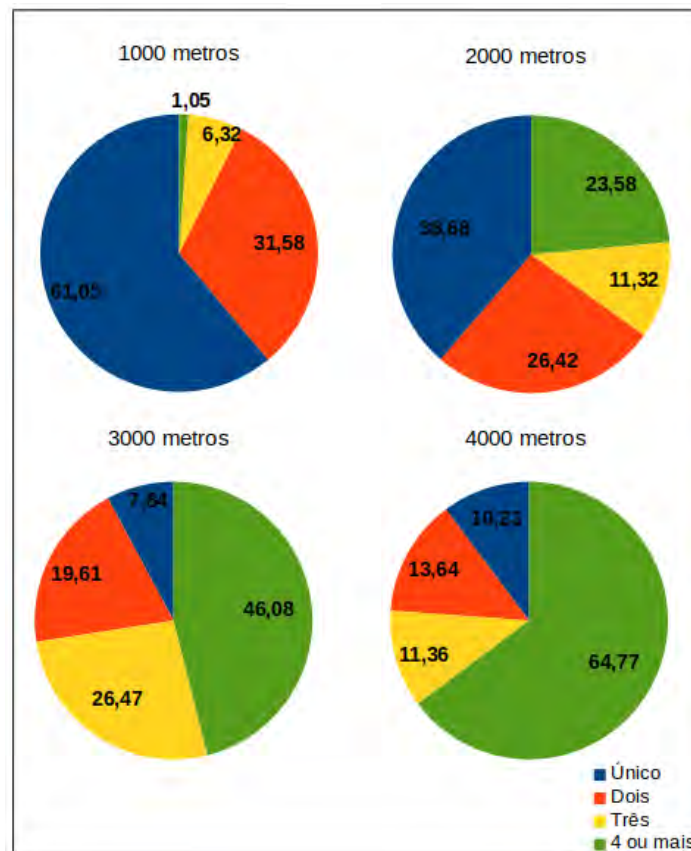 1000 metros
1,05
6,32
31,58
61,05
2000 metros
23,58
38,68
11,32
26,42
3000 metros
7,84
19,61
46,08
26,47
4000 metros
10,23
13,64
11,36
64,77
Único
Dois
Três
4 ou mais